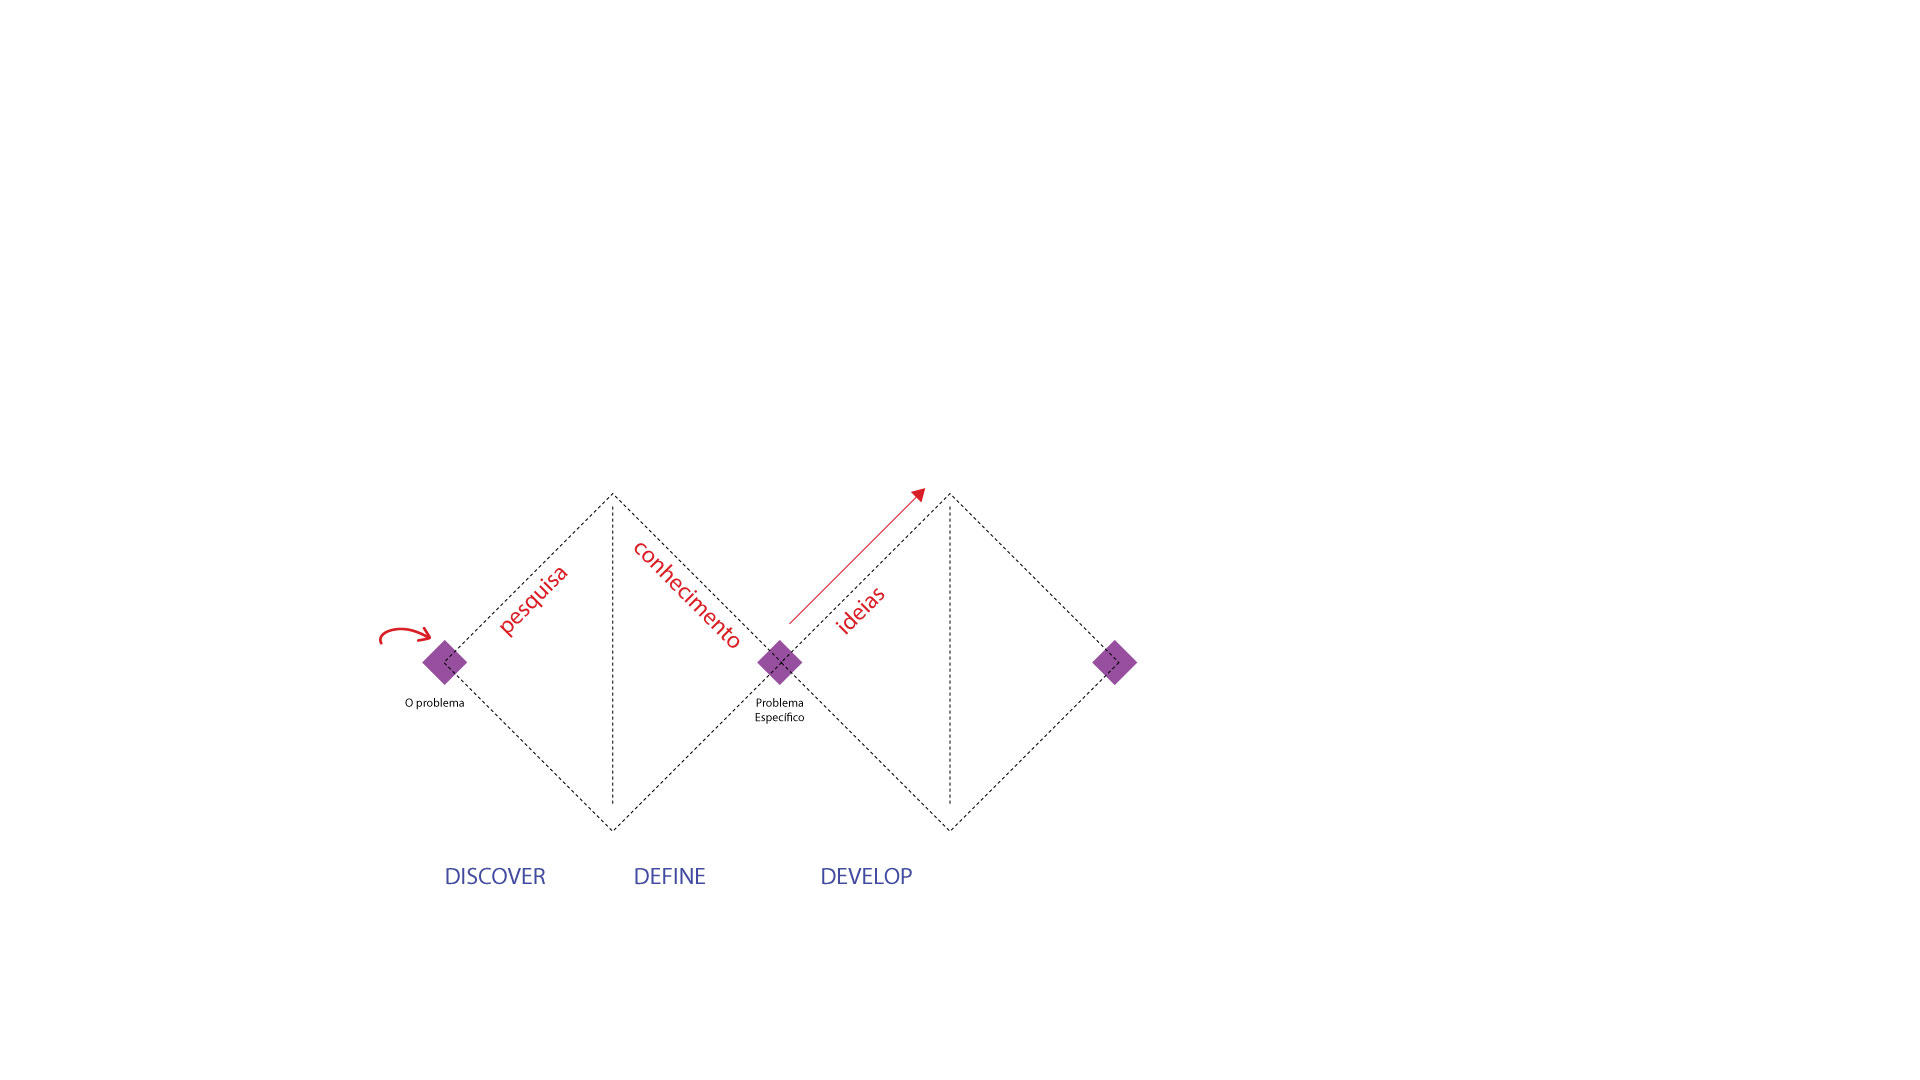 pesquisa
conhecimento
ideias
O problema
Problema
Específico
DISCOVER
DEFINE
DEVELOP